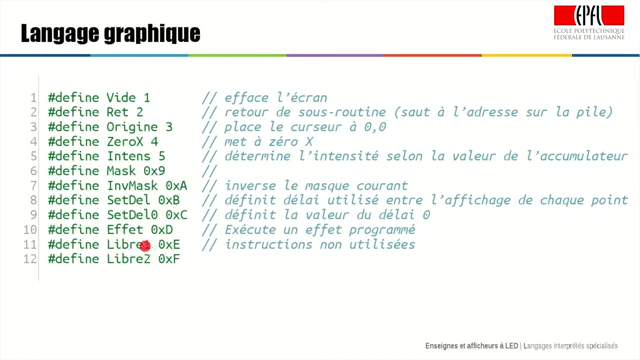 Langage graphique
EPFL
ECOLE POLYTECHNIQUE
FÉDÉRALE DE LAUSANNE
1 #define Vide 1 // efface l’écran
2 #define Ret 2 // retour de sous-routine (saut à l’adresse sur la pile)
3 #define Origine 3 // place le curseur à 0,0
4 #define ZeroX 4 // met à zéro X
5 #define Intens 5 // détermine l’intensité selon la valeur de l’accumulateur
6 #define Mask 0x9 //
7 #define InvMask 0xA // inverse le masque courant
8 #define SetDel 0xB // définit délai utilisé entre l’affichage de chaque point
9 #define SetDel0 0xC // définit la valeur du délai 0
10 #define Effet 0xD // Exécute un effet programmé
11 #define Libre 0xE // instructions non utilisées
12 #define Libre2 0xF
Enseignes et afficheurs à LED | Langages interprétés spécialisés